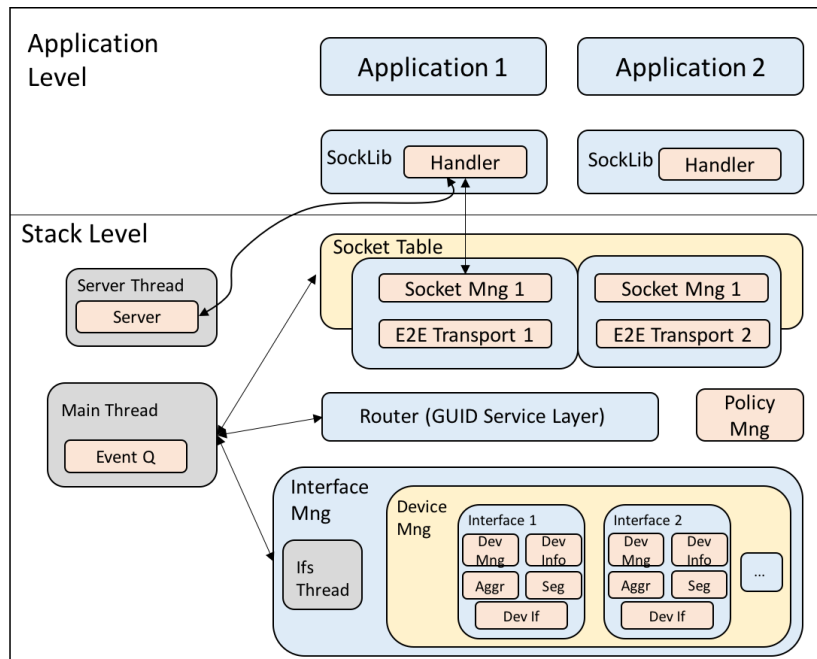 Application
Level
Application 1
Application 2
SockLib
Handler
SockLib
Handler
Stack Level
Socket Table
Server Thread
Server
Socket Mng 1
Socket Mng 1
E2E Transport 1
E2E Transport 2
Main Thread
Event Q
Router (GUID Service Layer)
Policy
Mng
Interface
Mng
Ifs
Thread
Device
Mng
Interface 1
Dev
Mng
Dev
Info
Aggr
Seg
Dev If
Interface 2
Dev
Mng
Dev
Info
Aggr
Seg
Dev If
...